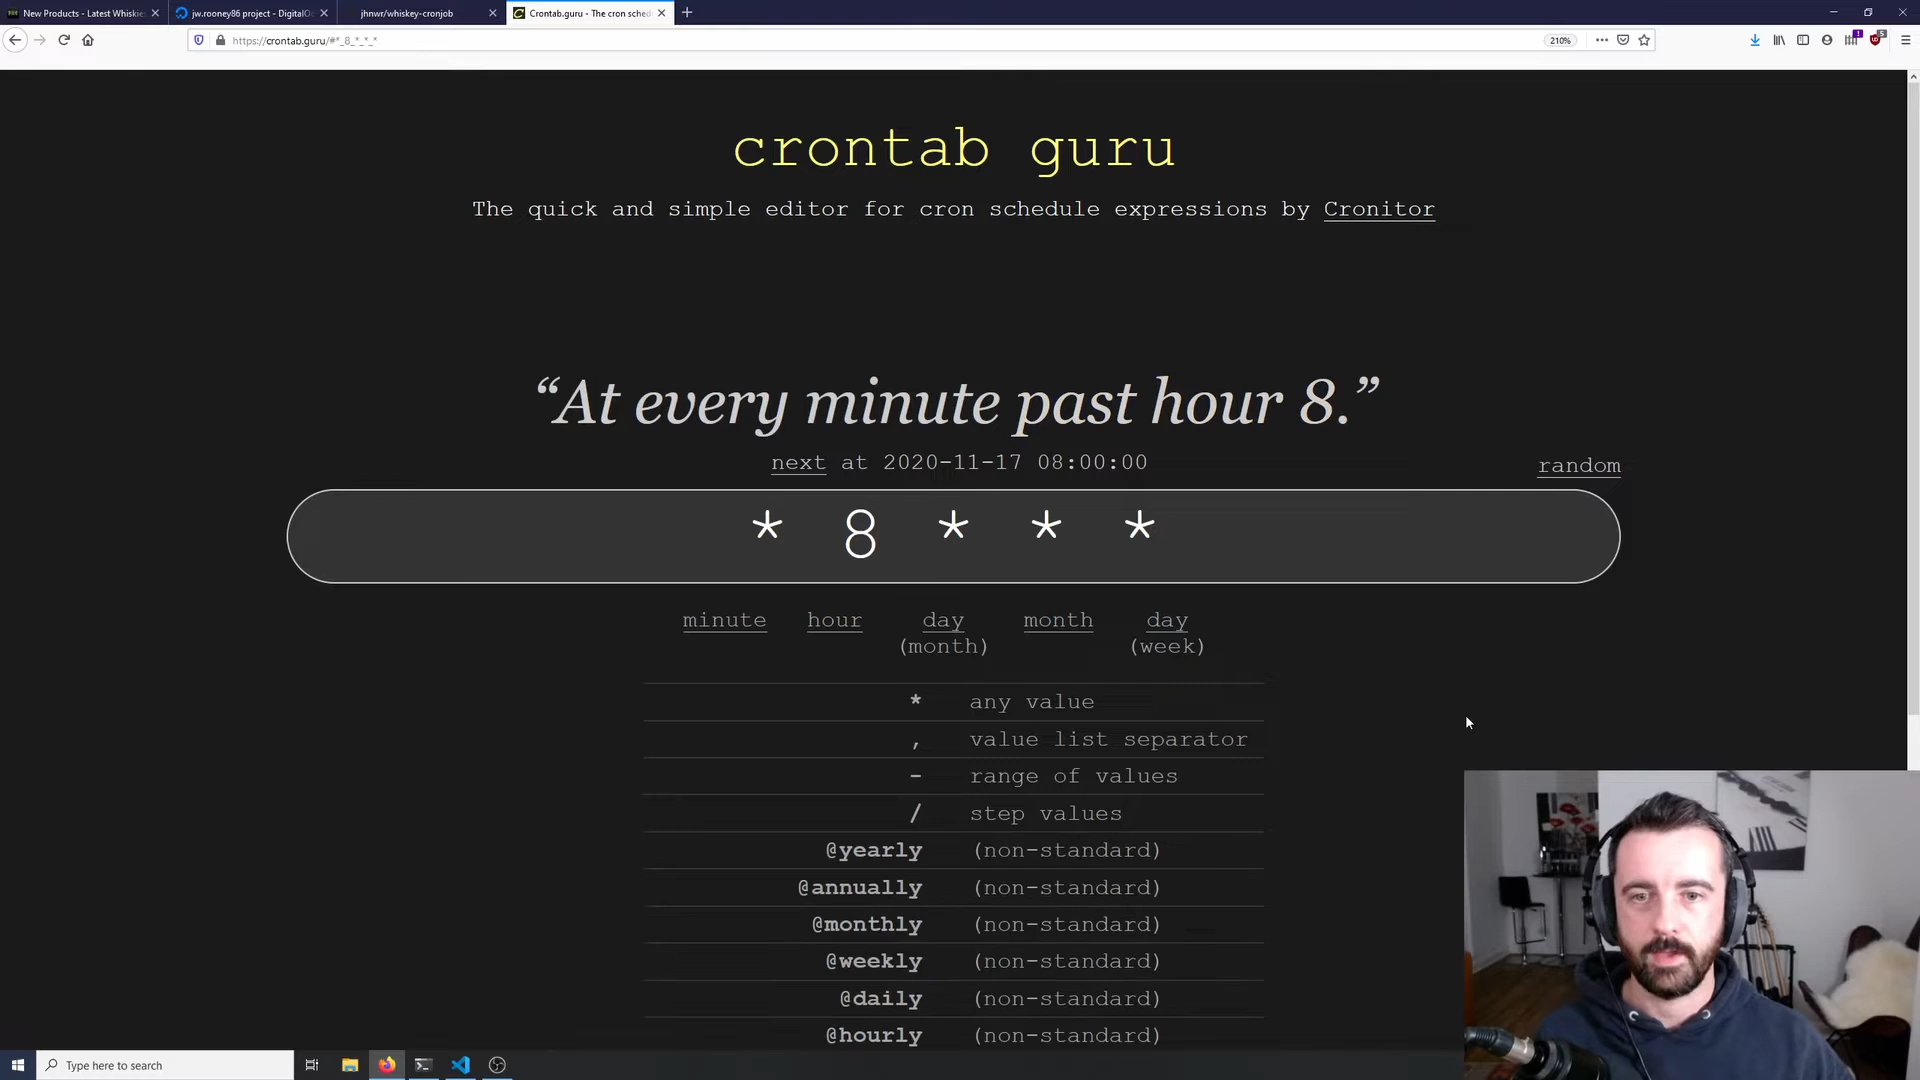 New Products - Latest Whiskie
jw.rooney86 project - DigitalOc
jhnwr/whiskey-cronjob
Crontab.guru - The cron sched
https://crontab.guru/#*_8_*_*_*
210%
crontab guru
The quick and simple editor for cron schedule expressions by Cronitor
“At every minute past hour 8.”
next at 2020-11-17 08:00:00
random
* 8 * * *
minute hour day month day
(month) (week)
* any value
, value list separator
- range of values
/ step values
@yearly (non-standard)
@annually (non-standard)
@monthly (non-standard)
@weekly (non-standard)
@daily (non-standard)
@hourly (non-standard)
Type here to search